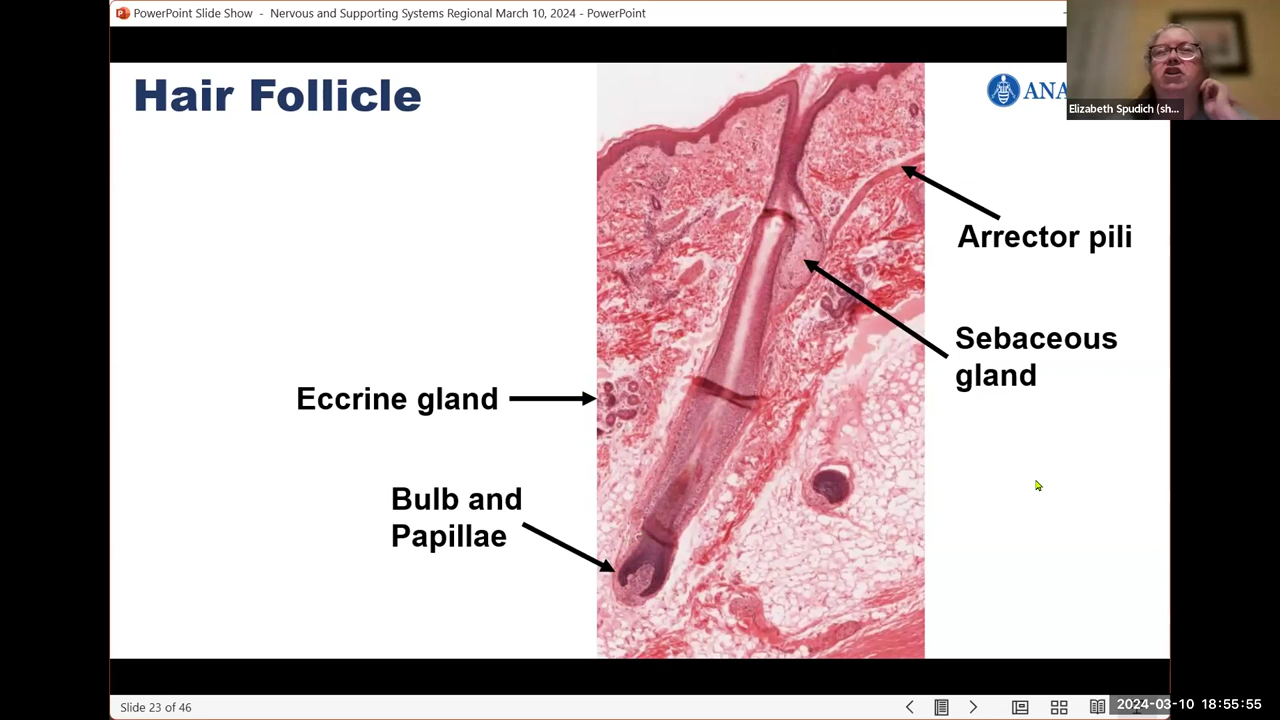 PowerPoint Slide Show - Nervous and Supporting Systems Regional March 10, 2024 - PowerPoint
Elizabeth Spudich (sh...
Hair Follicle
ANA
Arrector pili
Sebaceous
gland
Eccrine gland
Bulb and
Papillae
Slide 23 of 46
2024-03-10 18:55:55